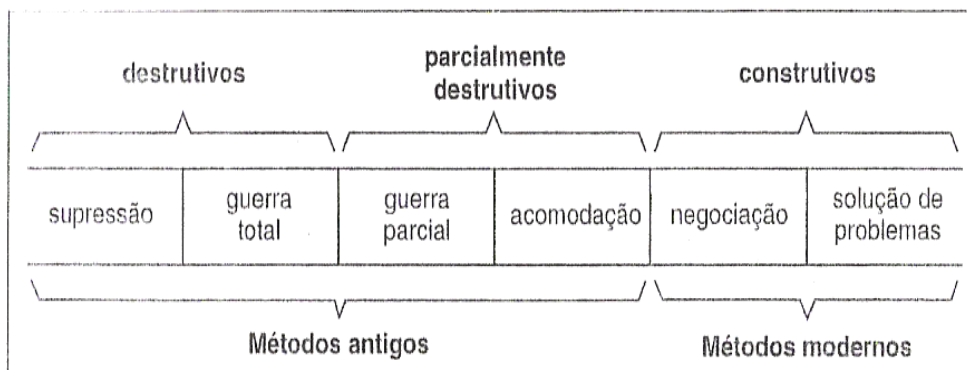 destrutivos
parcialmente
destrutivos
construtivos
supressão
guerra
total
guerra
parcial
acomodação
negociação
solução de
problemas
Métodos antigos
Métodos modernos